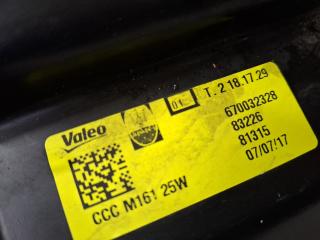 Valeo
T. 2 18.17.29
670032328
83226
81315
07/07/17
CCC M161 25W